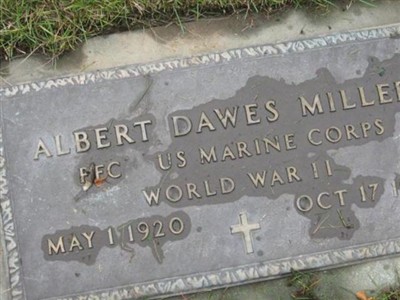 ALBERT DAWES MILLER
PFC US MARINE CORPS
WORLD WAR II
MAY 1 1920 OCT 17